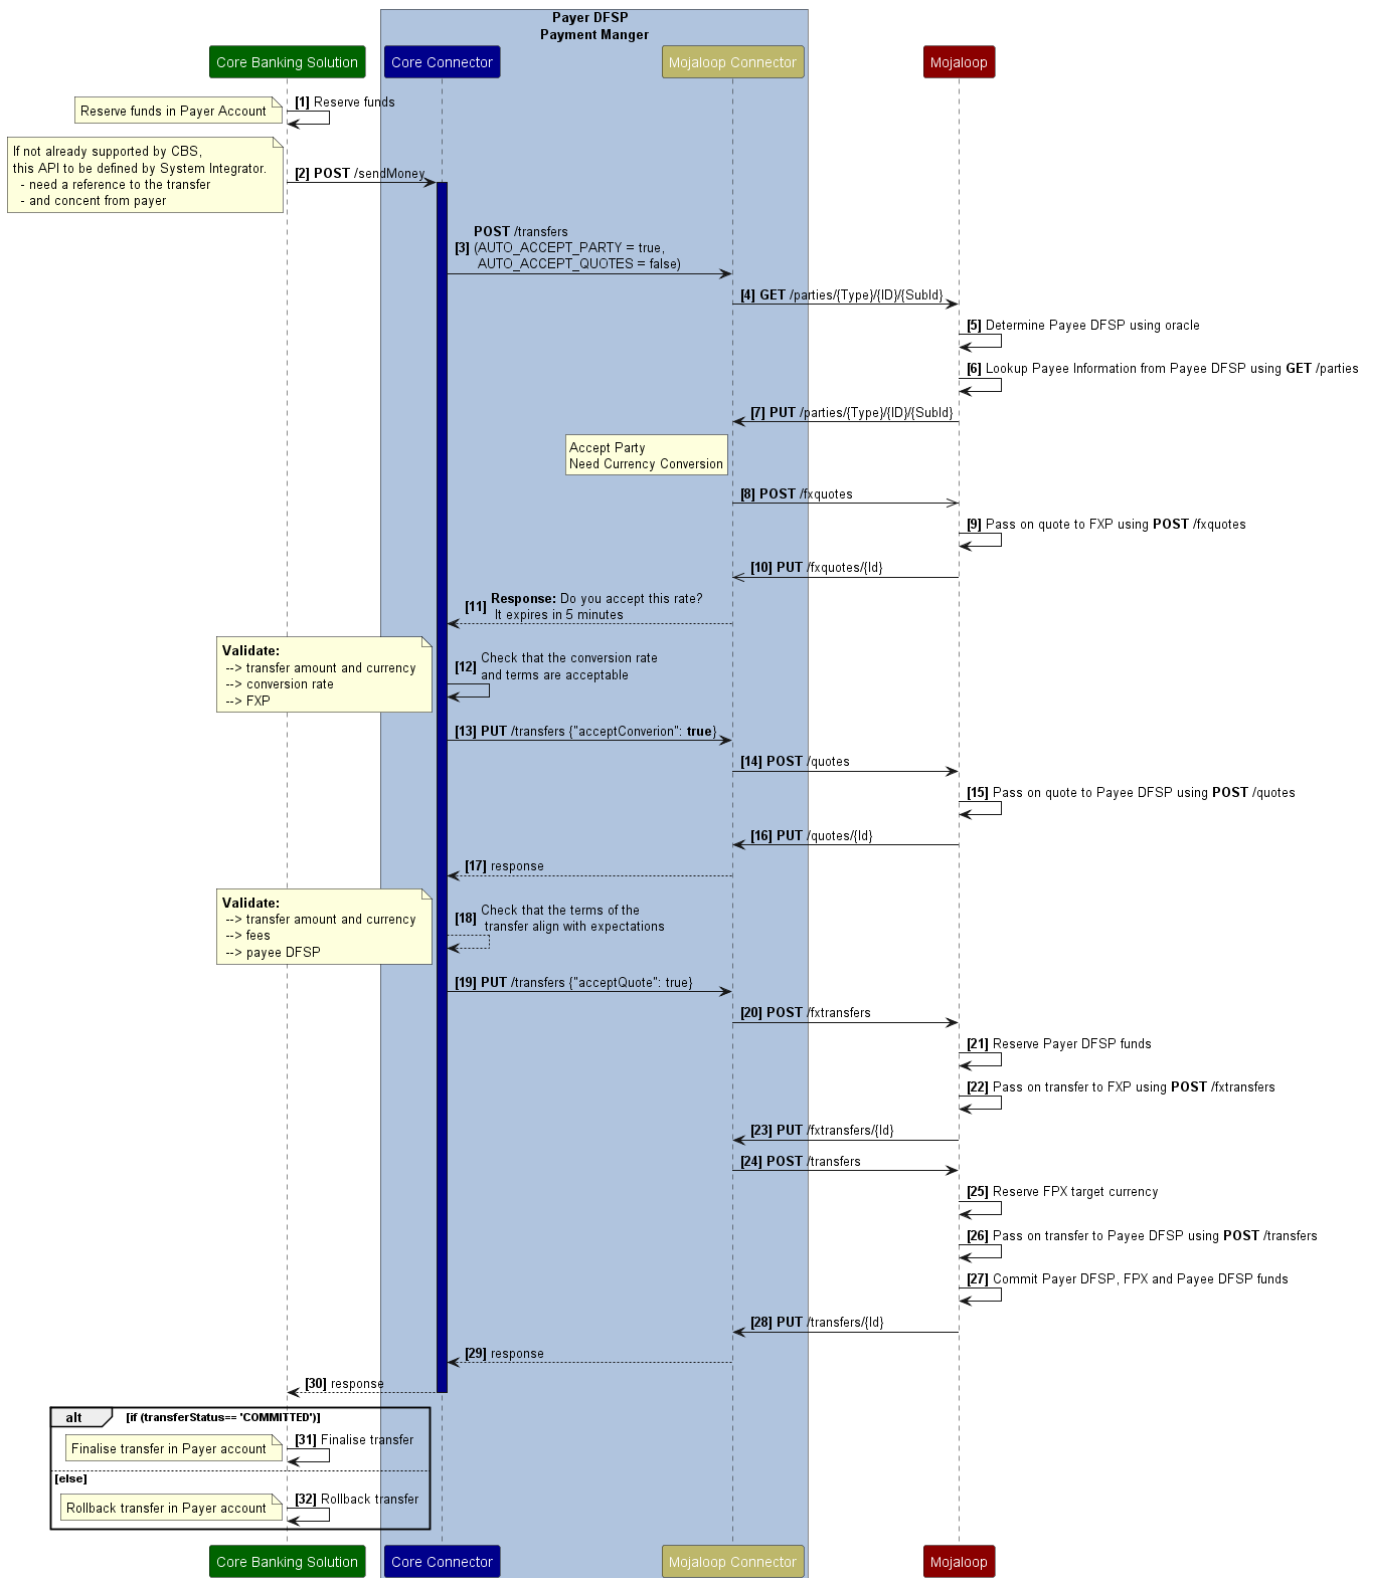 Payer DFSP
Payment Manger
Core Banking Solution
Core Connector
Mojaloop Connector
Mojaloop
Reserve funds in Payer Account
[1] Reserve funds
If not already supported by CBS,
this API to be defined by System Integrator.
- need a reference to the transfer
- and concent from payer
[2] POST /sendMoney
POST /transfers
[3] (AUTO_ACCEPT_PARTY = true,
AUTO_ACCEPT_QUOTES = false)
[4] GET /parties/{Type}/{ID}/{SubId}
[5] Determine Payee DFSP using oracle
[6] Lookup Payee Information from Payee DFSP using GET /parties
[7] PUT /parties/{Type}/{ID}/{SubId}
Accept Party
Need Currency Conversion
[8] POST /fxquotes
[9] Pass on quote to FXP using POST /fxquotes
[10] PUT /fxquotes/{Id}
[11] Response: Do you accept this rate?
It expires in 5 minutes
Validate:
--> transfer amount and currency
--> conversion rate
--> FXP
[12] Check that the conversion rate
and terms are acceptable
[13] PUT /transfers {"acceptConverion": true}
[14] POST /quotes
[15] Pass on quote to Payee DFSP using POST /quotes
[16] PUT /quotes/{Id}
[17] response
Validate:
--> transfer amount and currency
--> fees
--> payee DFSP
[18] Check that the terms of the
transfer align with expectations
[19] PUT /transfers {"acceptQuote": true}
[20] POST /fxtransfers
[21] Reserve Payer DFSP funds
[22] Pass on transfer to FXP using POST /fxtransfers
[23] PUT /fxtransfers/{Id}
[24] POST /transfers
[25] Reserve FPX target currency
[26] Pass on transfer to Payee DFSP using POST /transfers
[27] Commit Payer DFSP, FPX and Payee DFSP funds
[28] PUT /transfers/{Id}
[29] response
[30] response
alt [if (transferStatus== 'COMMITTED')]
Finalise transfer in Payer account
[31] Finalise transfer
[else]
Rollback transfer in Payer account
[32] Rollback transfer
Core Banking Solution
Core Connector
Mojaloop Connector
Mojaloop